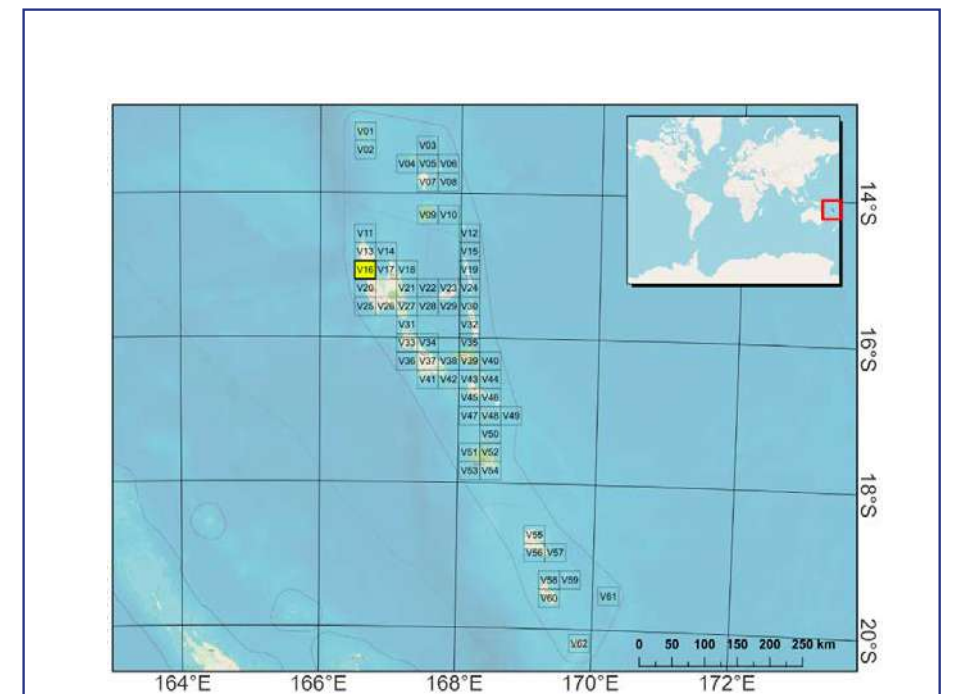 V01
V02 V03
V04 V05 V06
V07 V08
14°S
V09 V10
V11 V12
V13 V14 V15
V16 V17 V18 V19
V20 V21 V22 V23 V24
V25 V26 V27 V28 V29 V30
V31 V32
V33 V34 V35
16°S
V36 V37 V38 V39 V40
V41 V42 V43 V44
V45 V46
V47 V48 V49
V50
V51 V52
V53 V54
18°S
V55
V56 V57
V58 V59
V60 V61
V62
20°S
0 50 100 150 200 250 km
164°E 166°E 168°E 170°E 172°E